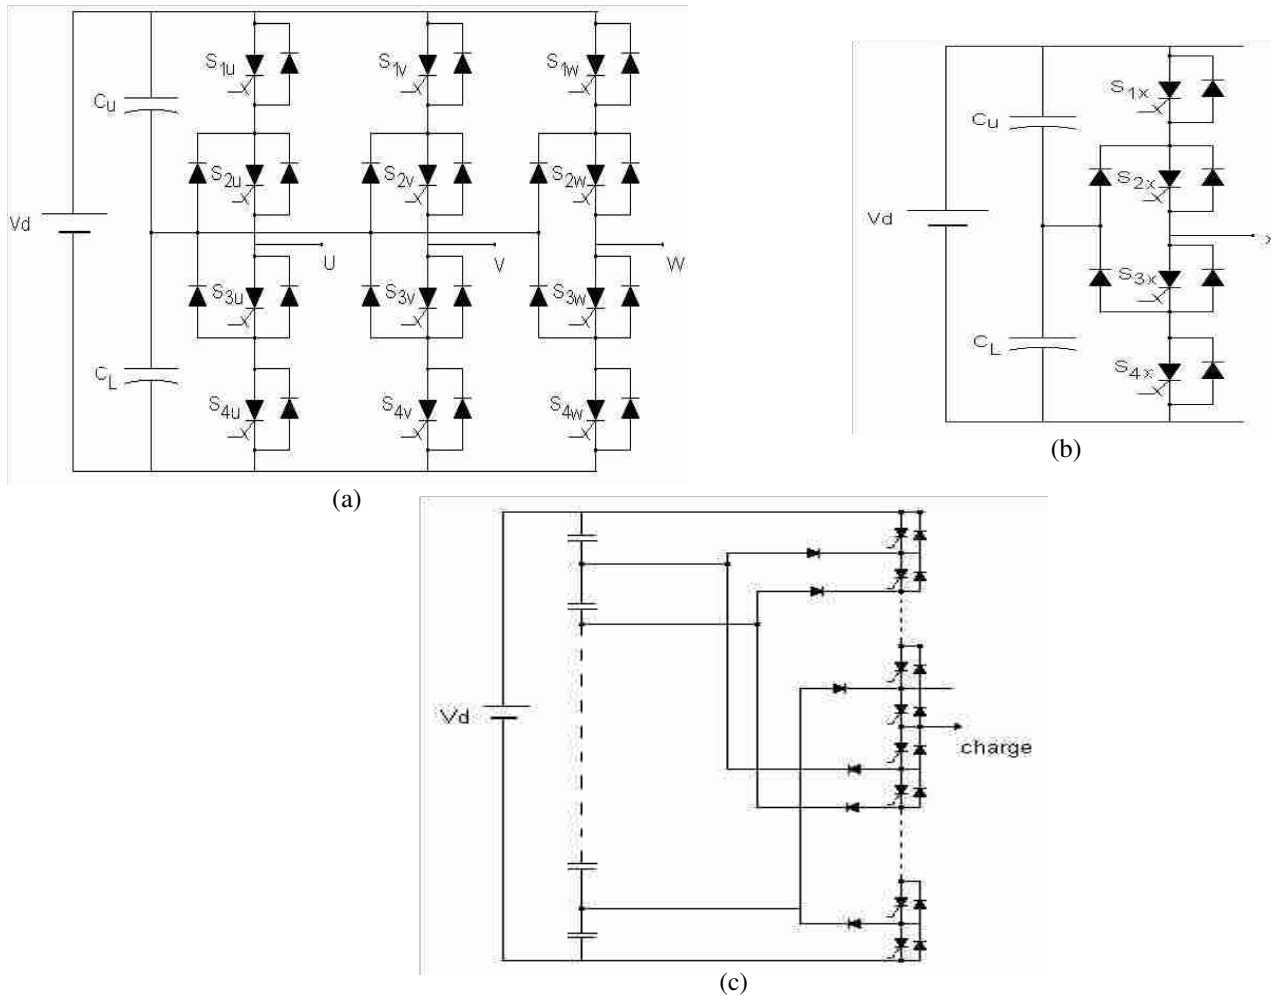 S1u
S1v
S1w
Cu
S2u
S2v
S2w
Vd
U
V
W
S3u
S3v
S3w
CL
S4u
S4v
S4w
(a)
S1x
Cu
S2x
Vd
x
S3x
CL
S4x
(b)
Vd
charge
(c)